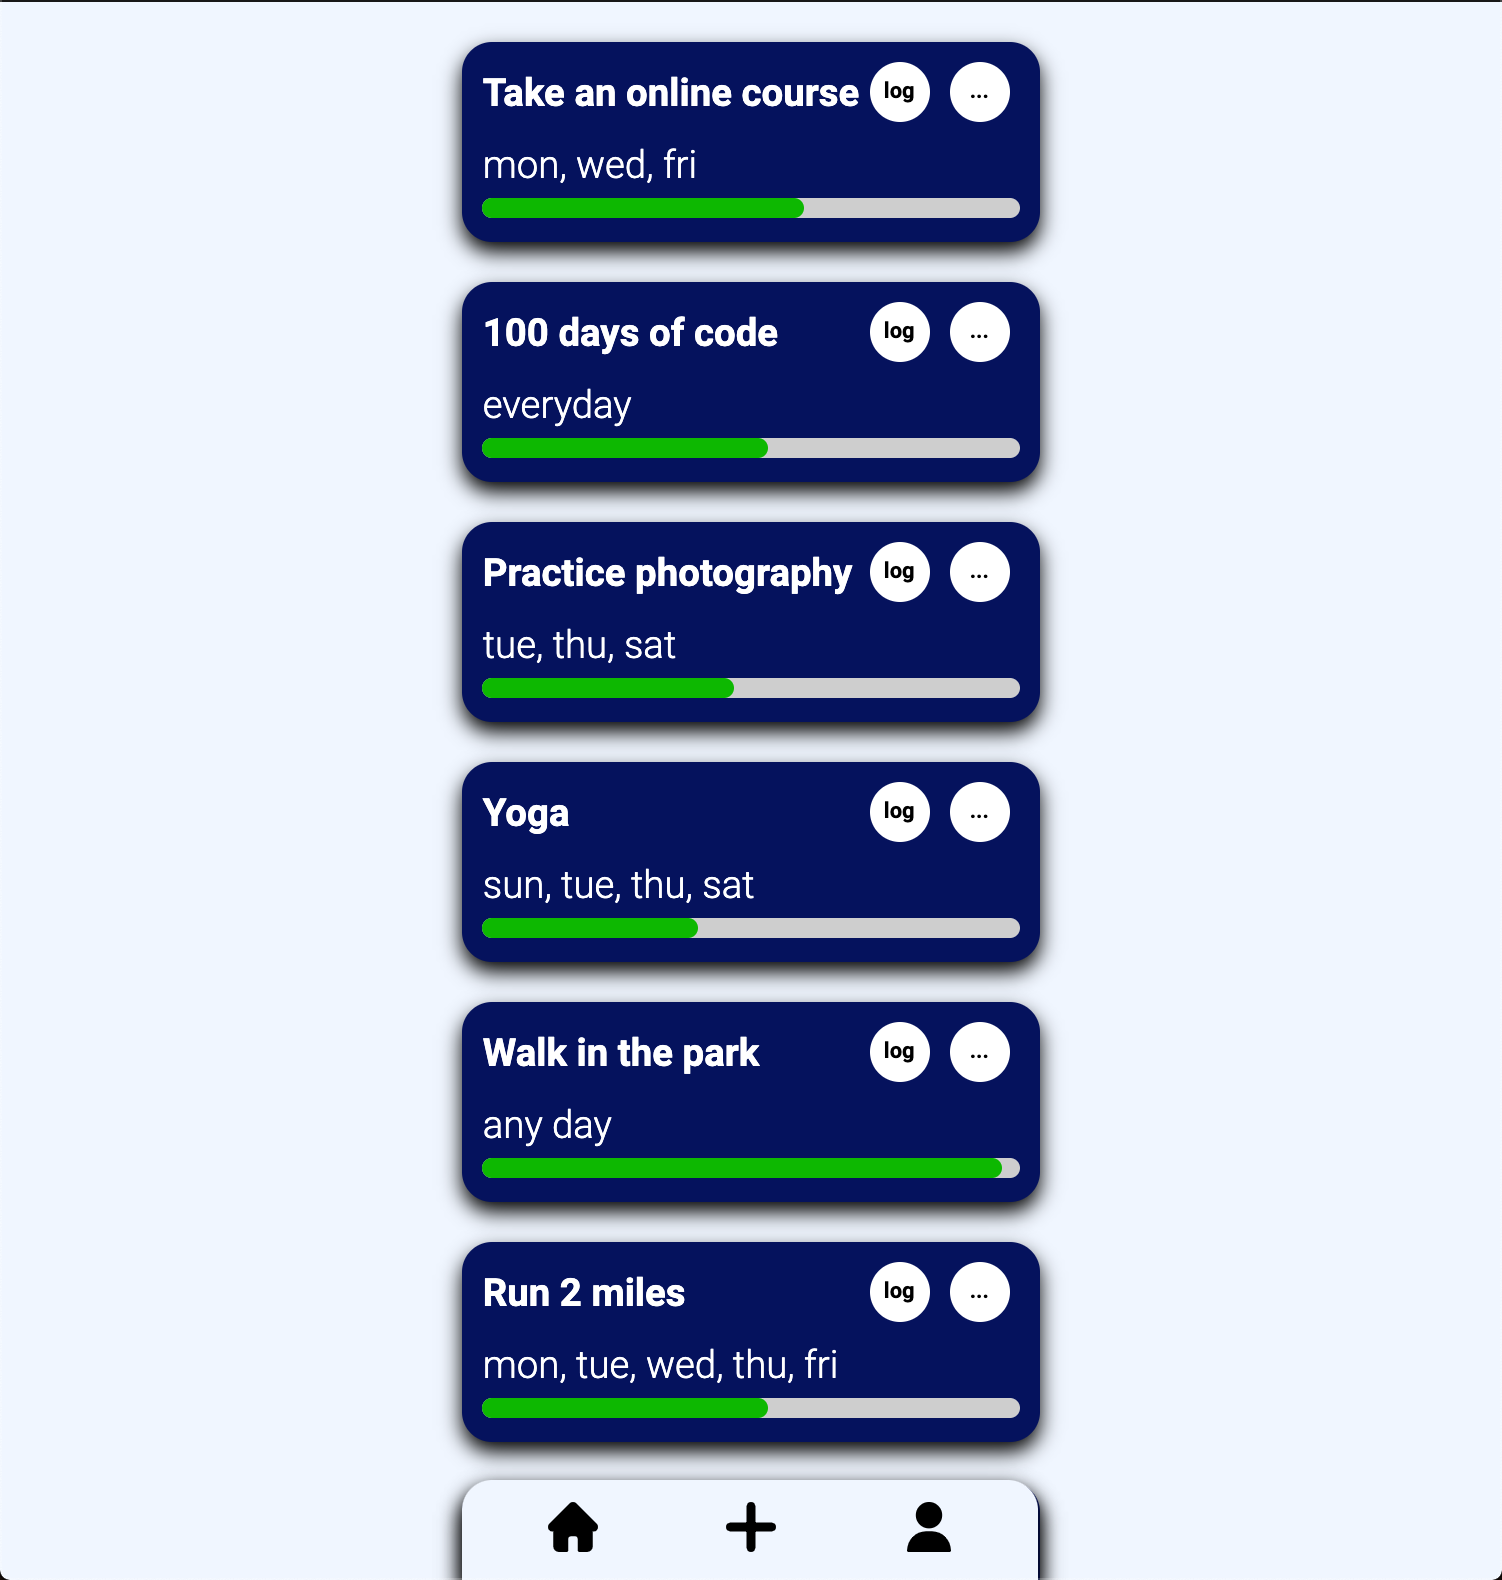 Take an online course log ...
mon, wed, fri
100 days of code log ...
everyday
Practice photography log ...
tue, thu, sat
Yoga log ...
sun, tue, thu, sat
Walk in the park log ...
any day
Run 2 miles log ...
mon, tue, wed, thu, fri